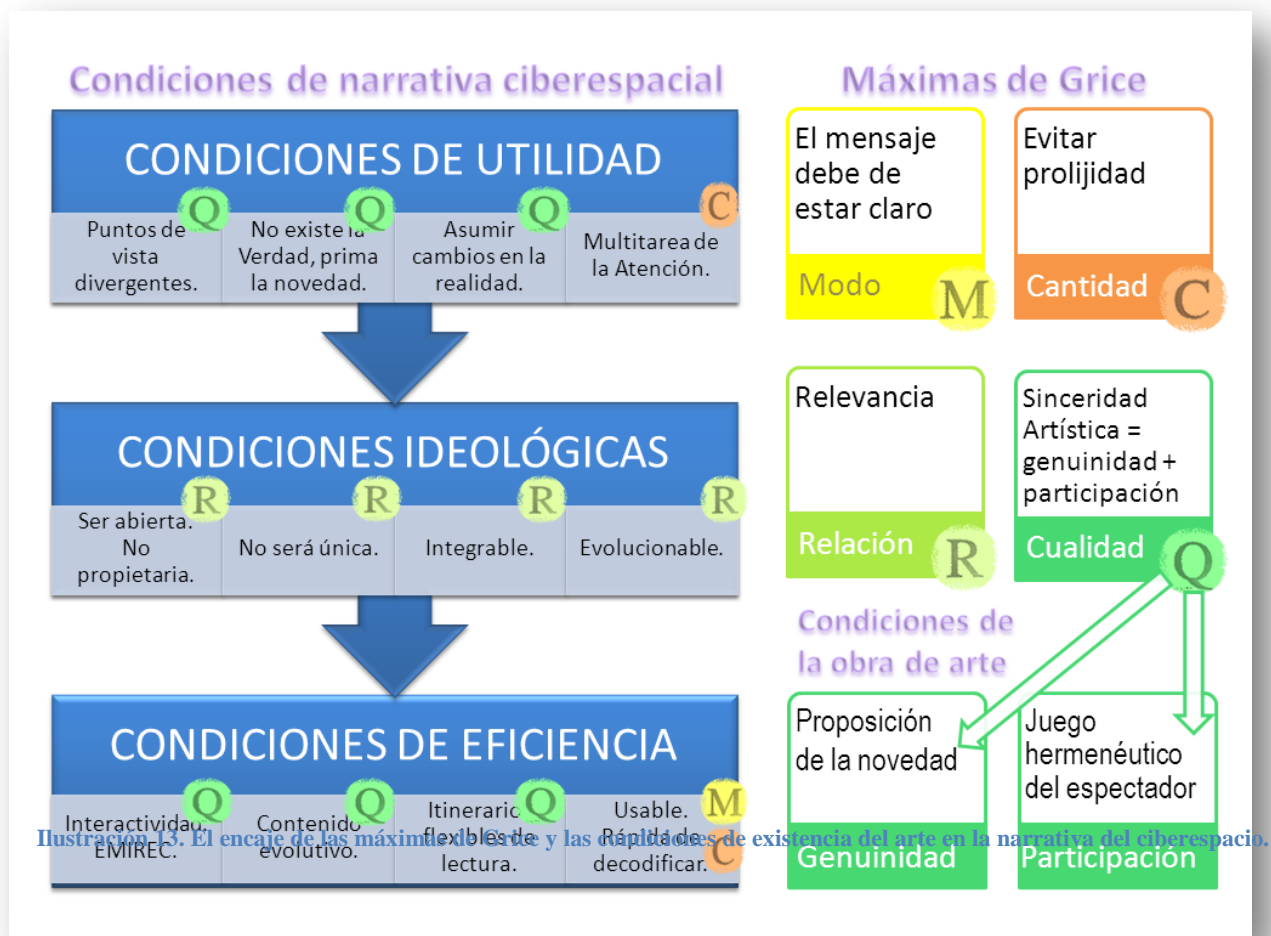 Condiciones de narrativa ciberespacial
CONDICIONES DE UTILIDAD
Q
Q
Q
C
Puntos de
vista
divergentes.
No existe la
Verdad, prima
la novedad.
Asumir
cambios en la
realidad.
Multitarea de
la Atención.
CONDICIONES IDEOLÓGICAS
R
R
R
R
Ser abierta.
No
propietaria.
No será única.
Integrable.
Evolucionable.
CONDICIONES DE EFICIENCIA
Q
Q
Q
M
C
Interactividad.
EMIREC.
Contenido
evolutivo.
Itinerario
flexibles de
lectura.
Usable.
Rápida de
decodificar.
Máximas de Grice
El mensaje
debe de
estar claro
Modo
M
Evitar
prolijidad
Cantidad
C
Relevancia
Relación
R
Sinceridad
Artística =
genuinidad +
participación
Cualidad
Q
Condiciones de
la obra de arte
Proposición
de la novedad
Genuinidad
Juego
hermenéutico
del espectador
Participación
Ilustración 13. El encaje de las máximas de Grice y las condiciones de existencia del arte en la narrativa del ciberespacio.